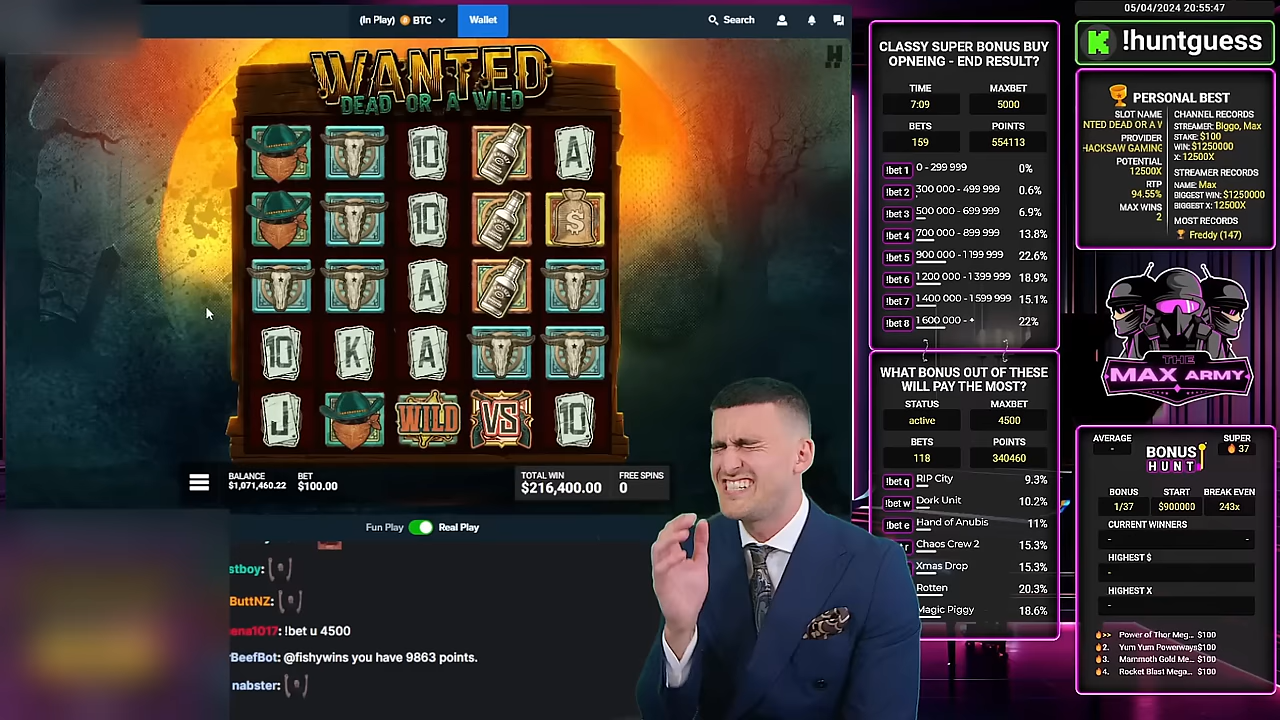 (In Play) BTC
Wallet
Search
WANTED
DEAD OR A WILD
10
A
10
A
10
K
A
J
WILD
VS
10
BALANCE
$1,071,460.22
BET
$100.00
TOTAL WIN
$216,400.00
FREE SPINS
0
Fun Play
Real Play
stboy:
ButtNZ:
ena1017: !bet u 4500
BeefBot: @fishywins you have 9863 points.
nabster:
CLASSY SUPER BONUS BUY
OPNEING - END RESULT?
TIME
MAXBET
7:09
5000
BETS
POINTS
159
554113
!bet 1 0 - 299 999 0%
!bet 2 300 000 - 499 999 0.6%
!bet 3 500 000 - 699 999 6.9%
!bet 4 700 000 - 899 999 13.8%
!bet 5 900 000 - 1 199 999 22.6%
!bet 6 1 200 000 - 1 399 999 18.9%
!bet 7 1 400 000 - 1 599 999 15.1%
!bet 8 1 600 000 - + 22%
WHAT BONUS OUT OF THESE
WILL PAY THE MOST?
STATUS
MAXBET
active
4500
BETS
POINTS
118
340460
!bet q RIP City 9.3%
!bet w Dork Unit 10.2%
!bet e Hand of Anubis 11%
r Chaos Crew 2 15.3%
Xmas Drop 15.3%
Rotten 20.3%
Magic Piggy 18.6%
05/04/2024 20:55:47
!huntguess
PERSONAL BEST
SLOT NAME
NTED DEAD OR A V
PROVIDER
HACKSAW GAMING
POTENTIAL
12500X
RTP
94.55%
MAX WINS
2
CHANNEL RECORDS
STREAMER: Biggo, Max
STAKE: $100
WIN: $1250000
X: 12500X
STREAMER RECORDS
NAME: Max
BIGGEST WIN: $1250000
BIGGEST X: 12500X
MOST RECORDS
Freddy (147)
THE
MAX ARMY
AVERAGE
-
BONUS
HUNT
SUPER
37
BONUS
START
BREAK EVEN
1/37
$900000
243x
CURRENT WINNERS
- -
HIGHEST $
-
HIGHEST X
-
>> Power of Thor Meg... $100
2. Yum Yum Powerways $100
3. Mammoth Gold Me... $100
4. Rocket Blast Mega... $100